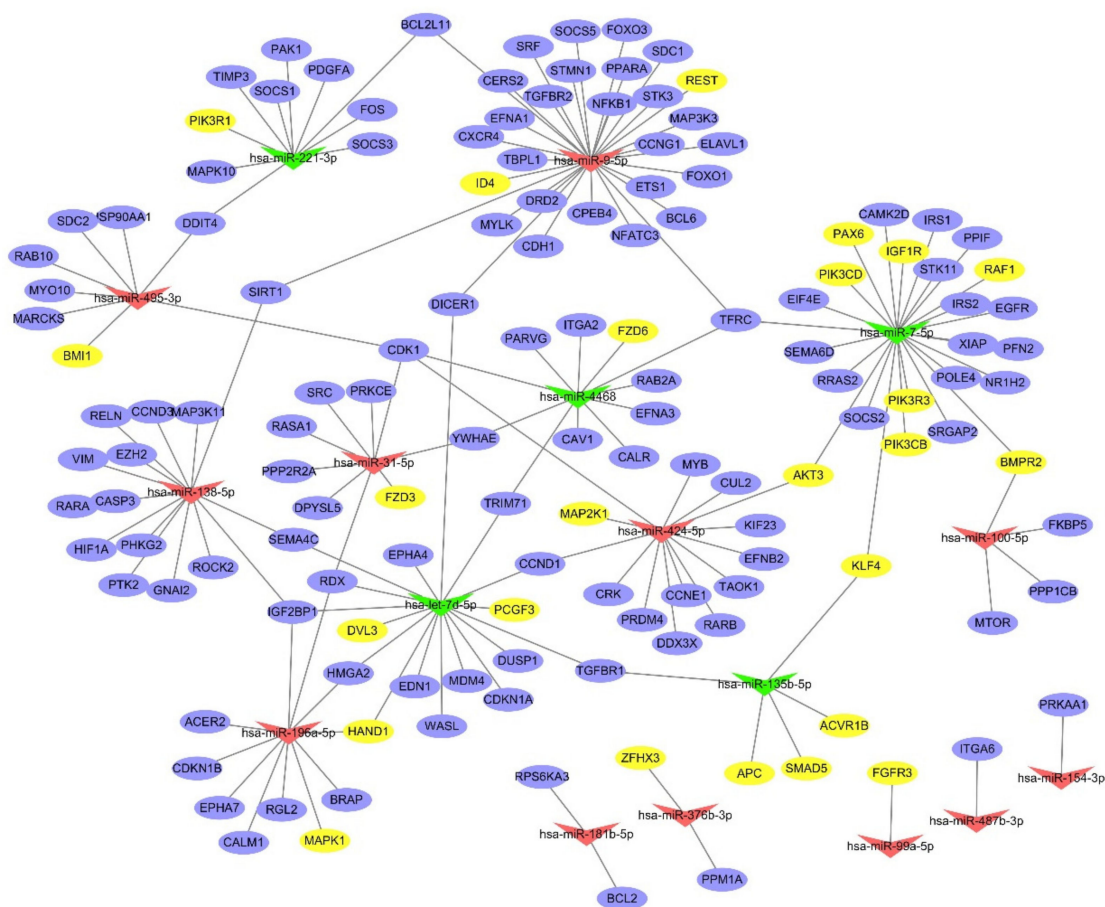 BCL2L11
PAK1
TIMP3
PDGFA
SOCS1
PIK3R1
FOS
SOCS3
hsa-miR-221-3p
MAPK10
DDIT4
SOCS5
FOXO3
SRF
SDC1
STMN1
PPARA
CERS2
REST
TGFBR2
STK3
NFKB1
EFNA1
MAP3K3
CXCR4
CCNG1
ELAVL1
TBPL1
hsa-miR-9-5p
FOXO1
ID4
ETS1
DRD2
CPEB4
BCL6
MYLK
NFATC3
CDH1
SDC2
RAB10
MYO10
hsa-miR-495-3p
MARCKS
BMI1
SIRT1
DICER1
TFRC
CDK1
CAMK2D
IRS1
PAX6
PPIF
IGF1R
PIK3CD
STK11
RAF1
EIF4E
IRS2
EGFR
hsa-miR-7-5p
XIAP
PFN2
SEMA6D
POLE4
NR1H2
RRAS2
PIK3R3
SOCS2
SRGAP2
PIK3CB
BMPR2
ITGA2
FZD6
PARVG
RAB2A
hsa-miR-4468
EFNA3
CAV1
CALR
YWHAE
TRIM71
SRC
PRKCE
RASA1
hsa-miR-31-5p
PPP2R2A
FZD3
DPYSL5
CCND3
MAP3K11
RELN
VIM
EZH2
hsa-miR-138-5p
RARA
CASP3
HIF1A
PHKG2
ROCK2
PTK2
GNAI2
SEMA4C
RDX
IGF2BP1
MYB
CUL2
AKT3
MAP2K1
KIF23
hsa-miR-424-5p
EFNB2
CCND1
TAOK1
CRK
CCNE1
PRDM4
RARB
DDX3X
FKBP5
hsa-miR-100-5p
PPP1CB
MTOR
KLF4
EPHA4
hsa-let-7d-5p
PCGF3
DVL3
DUSP1
HMGA2
EDN1
MDM4
CDKN1A
WASL
HAND1
TGFBR1
hsa-miR-135b-5p
ACVR1B
APC
SMAD5
ACER2
hsa-miR-196a-5p
CDKN1B
EPHA7
RGL2
BRAP
CALM1
MAPK1
RPS6KA3
hsa-miR-181b-5p
BCL2
ZFHX3
hsa-miR-376b-3p
PPM1A
FGFR3
hsa-miR-99a-5p
ITGA6
hsa-miR-487b-3p
PRKAA1
hsa-miR-154-3p